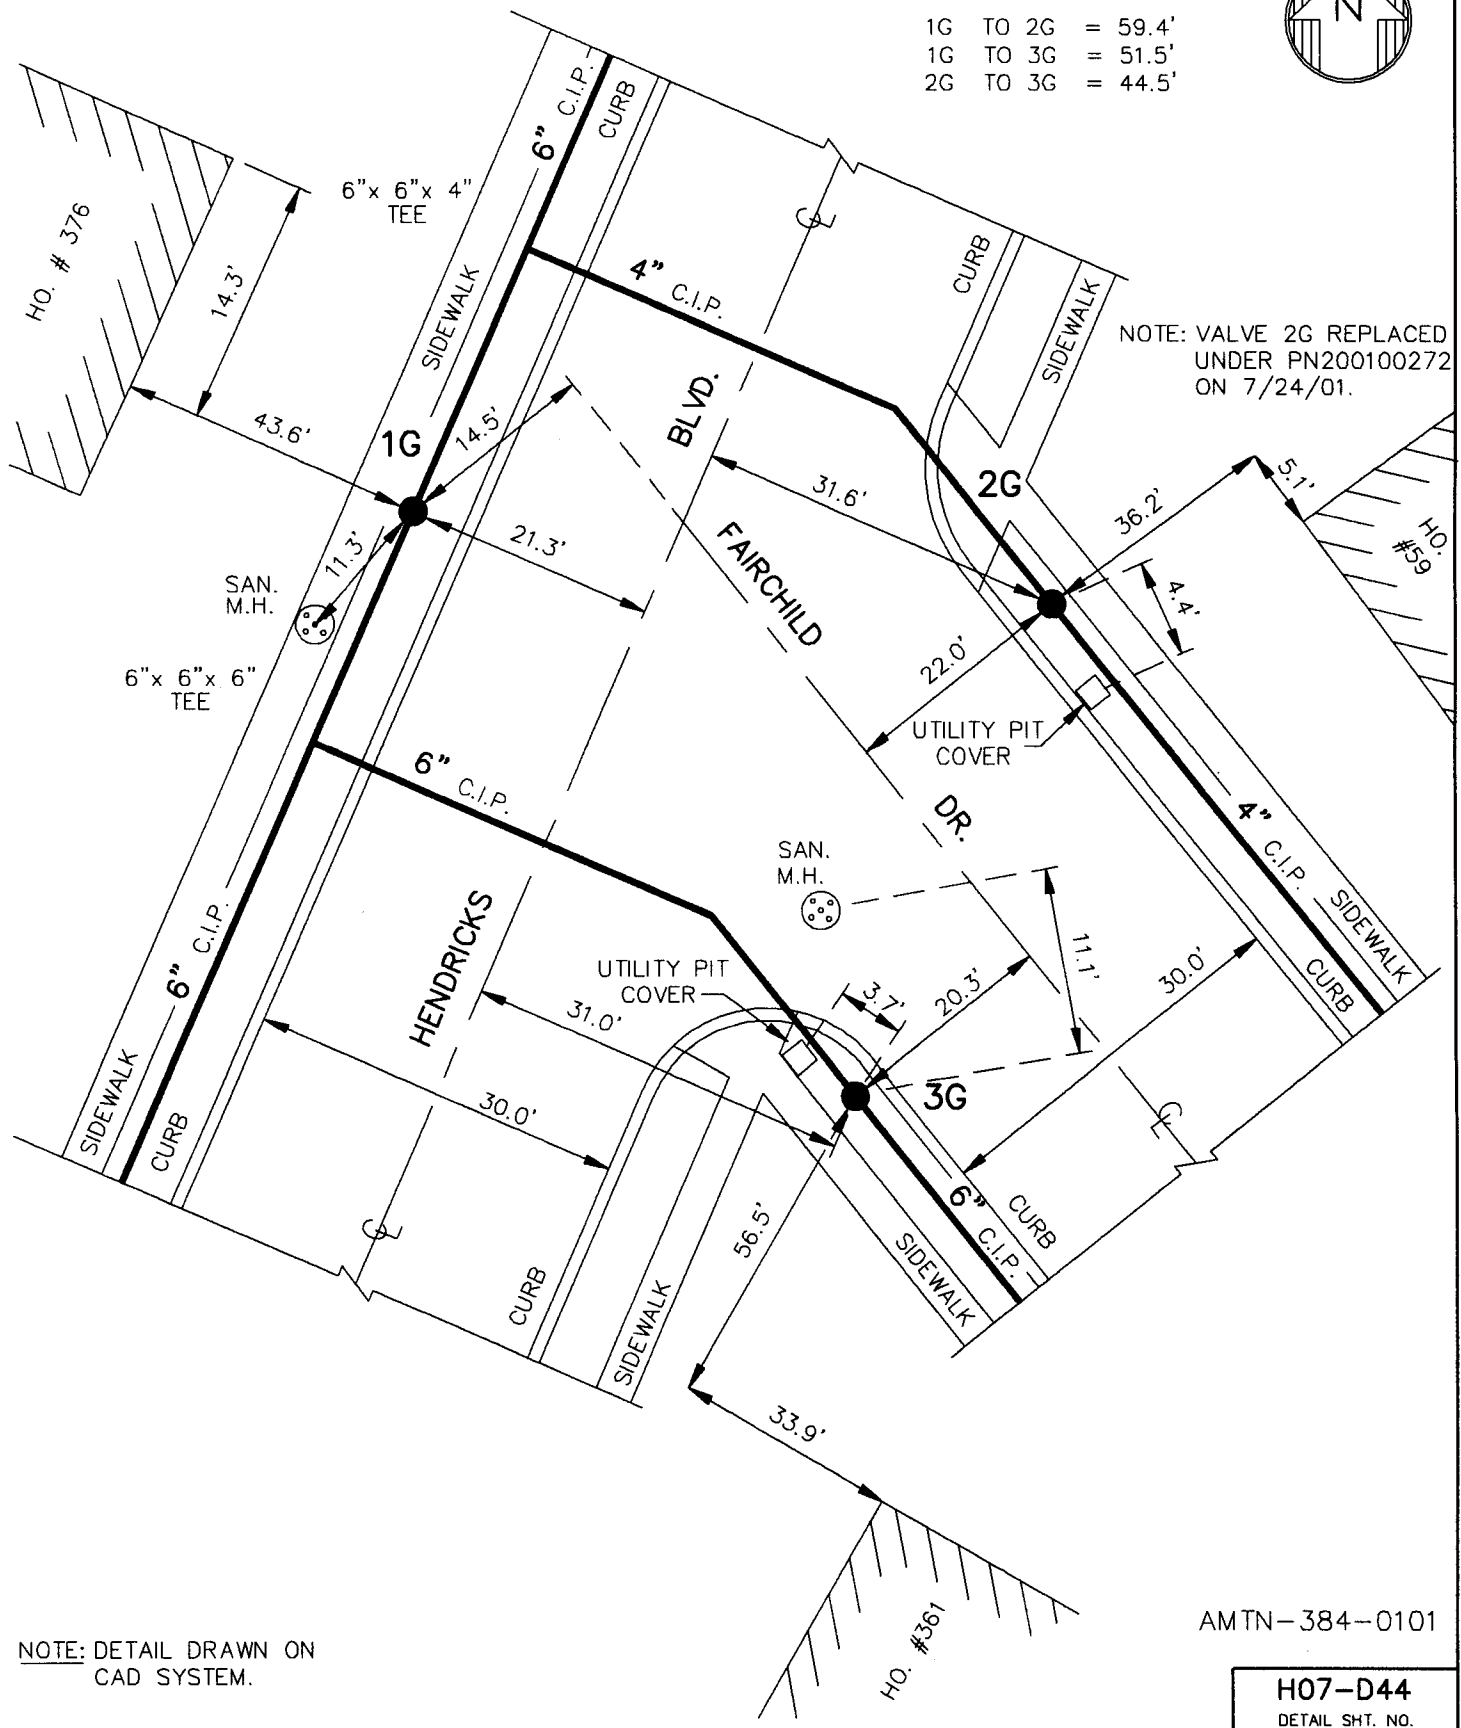 1G TO 2G = 59.4'
1G TO 3G = 51.5'
2G TO 3G = 44.5'
N
6" C.I.P.
CURB
6"x 6"x 4"
TEE
HO. # 376
14.3'
SIDEWALK
4" C.I.P.
CL
CURB
SIDEWALK
NOTE: VALVE 2G REPLACED
UNDER PN200100272
ON 7/24/01.
43.6'
1G
14.5'
BLVD.
31.6'
2G
36.2'
5.1'
HO.
#59
11.3'
21.3'
FAIRCHILD
SAN.
M.H.
4.4'
22.0'
6"x 6"x 6"
TEE
UTILITY PIT
COVER
6" C.I.P.
DR.
4" C.I.P.
SAN.
M.H.
SIDEWALK
CURB
6" C.I.P.
HENDRICKS
UTILITY PIT
COVER
31.0'
3.7'
20.3'
11.1'
30.0'
3G
30.0'
SIDEWALK
CURB
CL
CL
56.5'
6" C.I.P.
CURB
SIDEWALK
CURB
SIDEWALK
33.9'
HO. #361
NOTE: DETAIL DRAWN ON
CAD SYSTEM.
AMTN-384-0101
H07-D44
DETAIL SHT. NO.